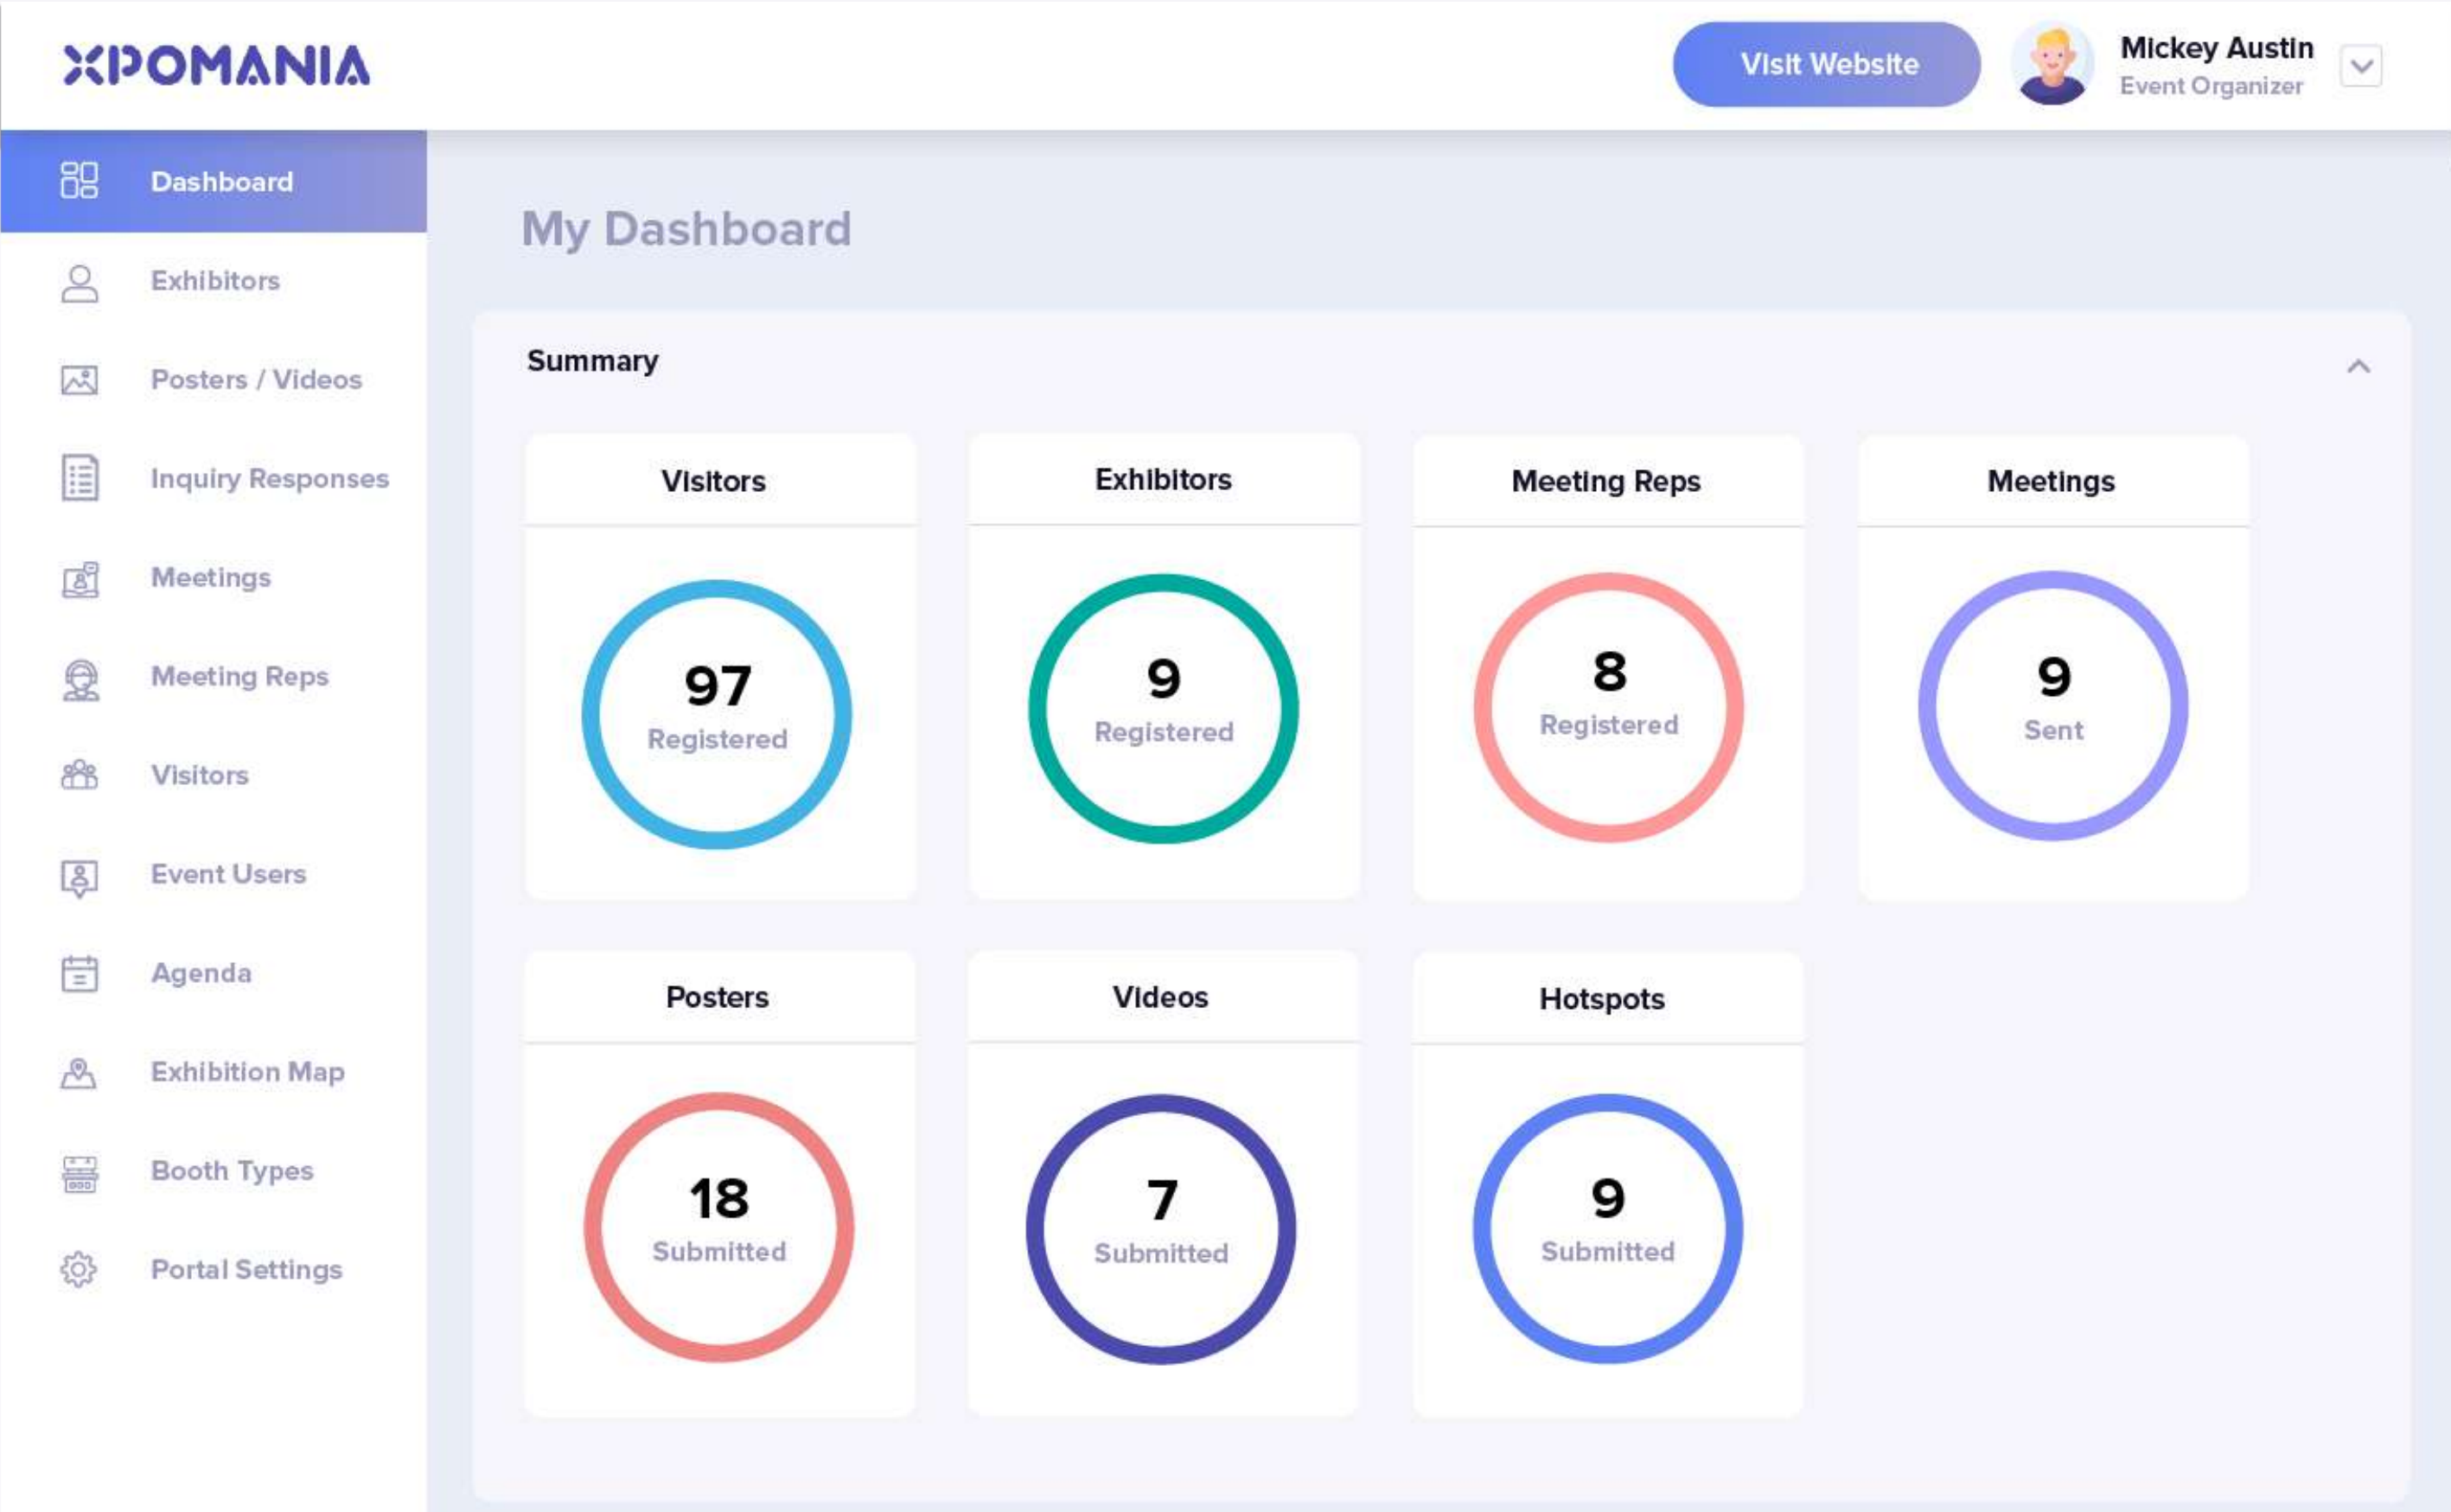 XPOMANIA
Visit Website
Mickey Austin
Event Organizer
Dashboard
Exhibitors
Posters / Videos
Inquiry Responses
Meetings
Meeting Reps
Visitors
Event Users
Agenda
Exhibition Map
Booth Types
Portal Settings
My Dashboard
Summary
Visitors
97
Registered
Exhibitors
9
Registered
Meeting Reps
8
Registered
Meetings
9
Sent
Posters
18
Submitted
Videos
7
Submitted
Hotspots
9
Submitted